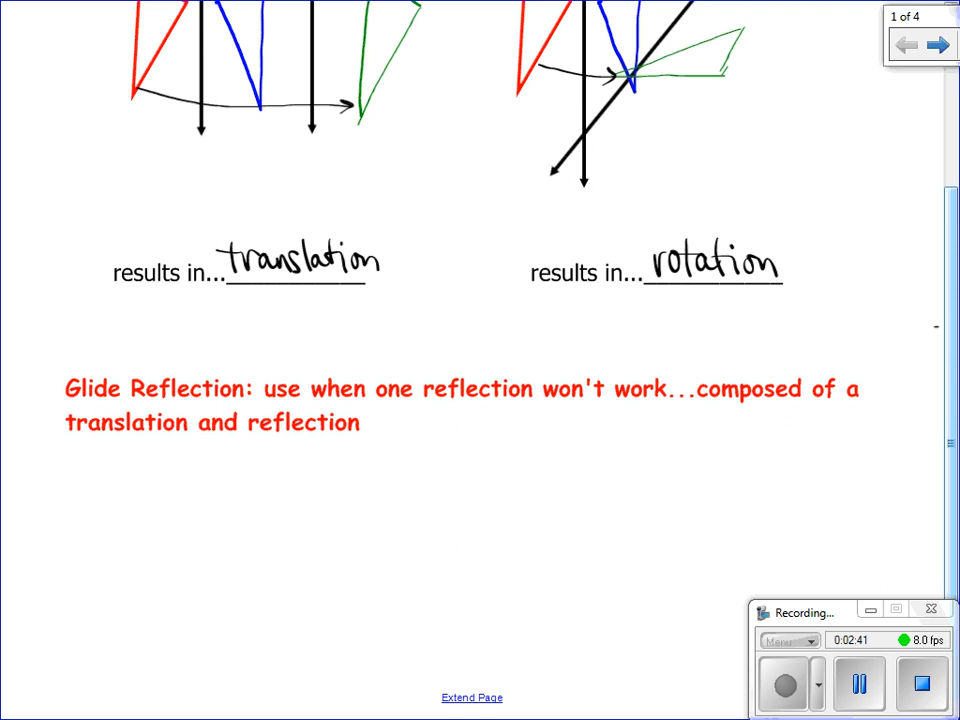 1 of 4
results in...translation
results in...rotation
Glide Reflection: use when one reflection won't work...composed of a
translation and reflection
Recording...
Menu
0:02:41
8.0 fps
Extend Page